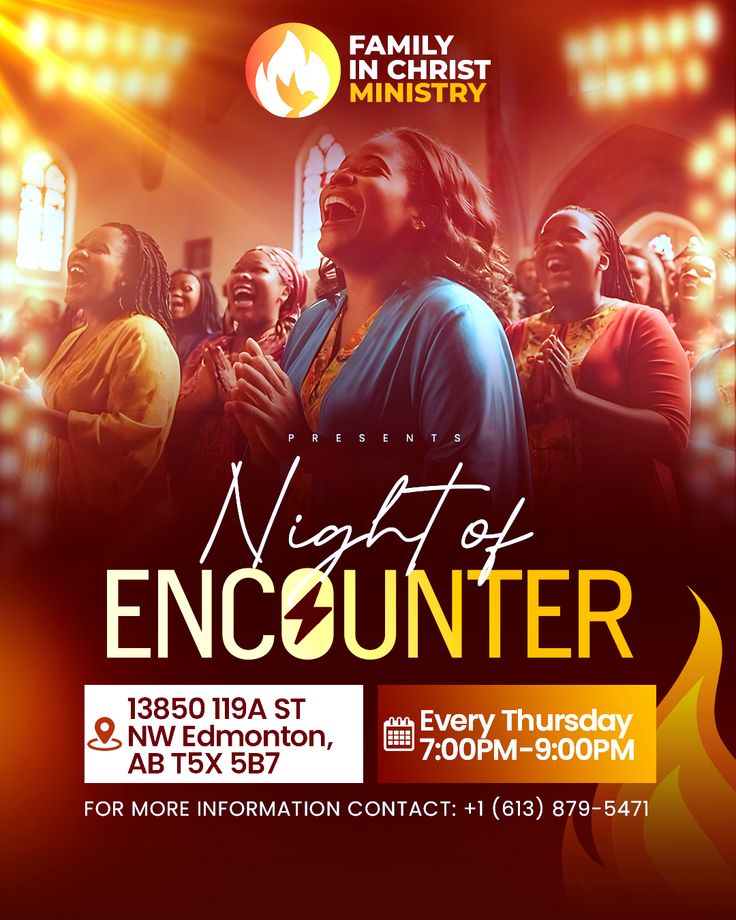 FAMILY
IN CHRIST
MINISTRY
PRESENTS
Night of
ENCOUNTER
13850 119A ST
NW Edmonton,
AB T5X 5B7
Every Thursday
7:00PM-9:00PM
FOR MORE INFORMATION CONTACT: +1 (613) 879-5471